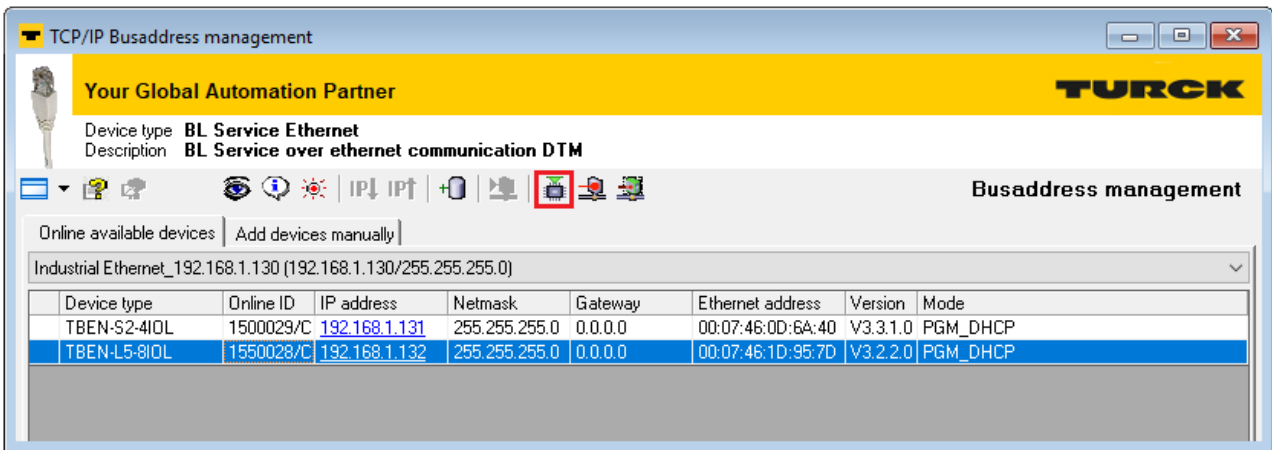 TCP/IP Busaddress management
Your Global Automation Partner
TURCK
Device type BL Service Ethernet
Description BL Service over ethernet communication DTM
IP IP Busaddress management
Online available devices Add devices manually
Industrial Ethernet_192.168.1.130 (192.168.1.130/255.255.255.0)
Device type Online ID IP address Netmask Gateway Ethernet address Version Mode
TBEN-S2-4IOL 1500029/C 192.168.1.131 255.255.255.0 0.0.0.0 00:07:46:0D:6A:40 V3.3.1.0 PGM_DHCP
TBEN-L5-8IOL 1550028/C 192.168.1.132 255.255.255.0 0.0.0.0 00:07:46:1D:95:7D V3.2.2.0 PGM_DHCP